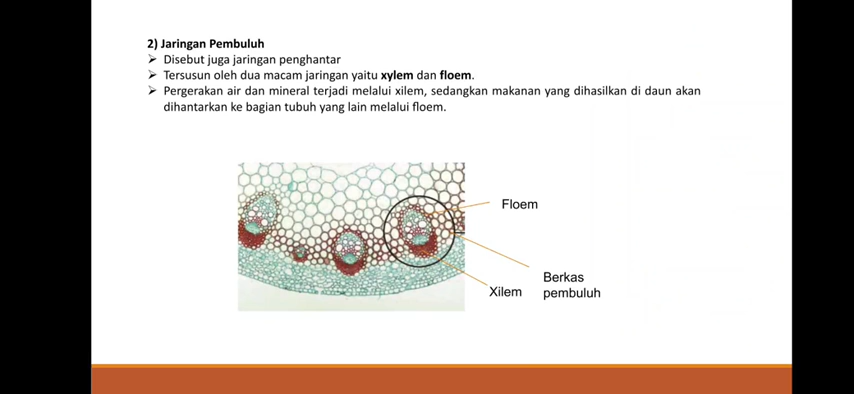 2) Jaringan Pembuluh
➢ Disebut juga jaringan penghantar
➢ Tersusun oleh dua macam jaringan yaitu xylem dan floem.
➢ Pergerakan air dan mineral terjadi melalui xilem, sedangkan makanan yang dihasilkan di daun akan
dihantarkan ke bagian tubuh yang lain melalui floem.
Floem
Berkas
pembuluh
Xilem